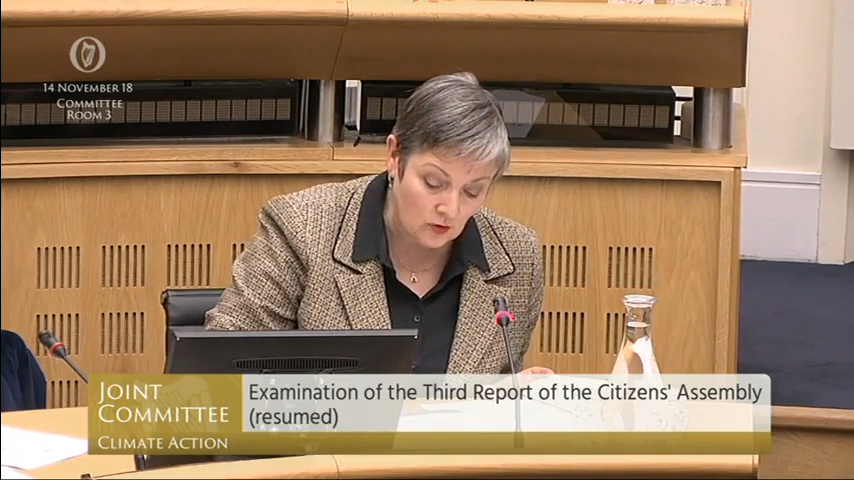 14 November 18
Committee
Room 3
Joint
Committee
Climate Action
Examination of the Third Report of the Citizens' Assembly
(resumed)